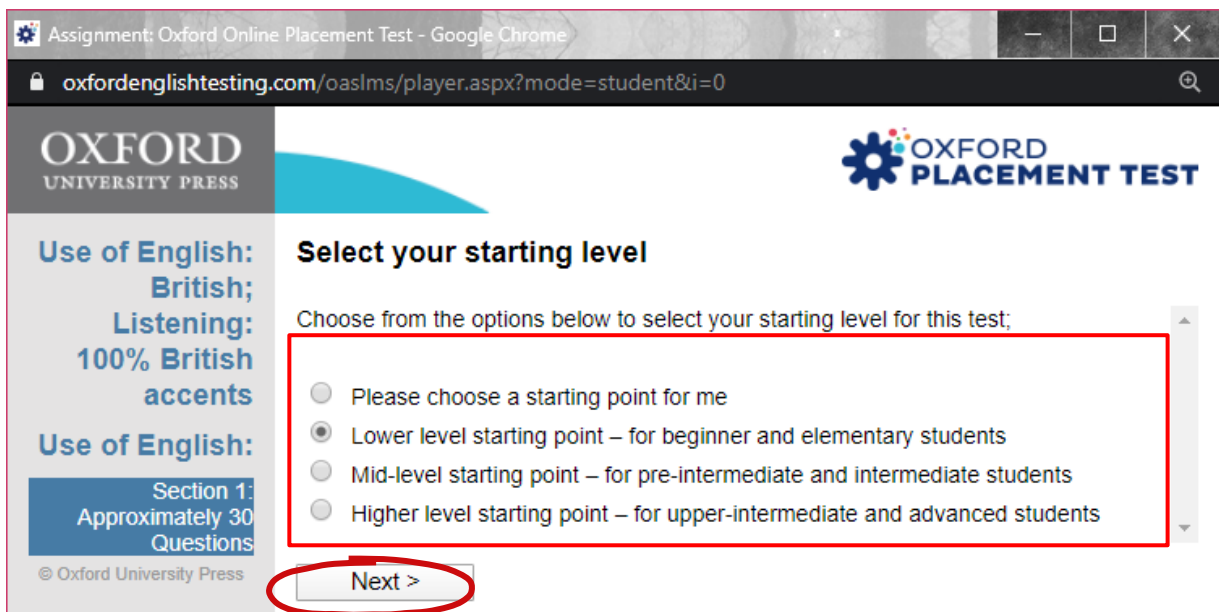 Assignment: Oxford Online Placement Test - Google Chrome
oxfordenglishtesting.com/oaslms/player.aspx?mode=student&i=0
OXFORD
UNIVERSITY PRESS
OXFORD
PLACEMENT TEST
Use of English:
British;
Listening:
100% British
accents
Use of English:
Section 1:
Approximately 30
Questions
© Oxford University Press
Select your starting level
Choose from the options below to select your starting level for this test;
Please choose a starting point for me
Lower level starting point – for beginner and elementary students
Mid-level starting point – for pre-intermediate and intermediate students
Higher level starting point – for upper-intermediate and advanced students
Next >